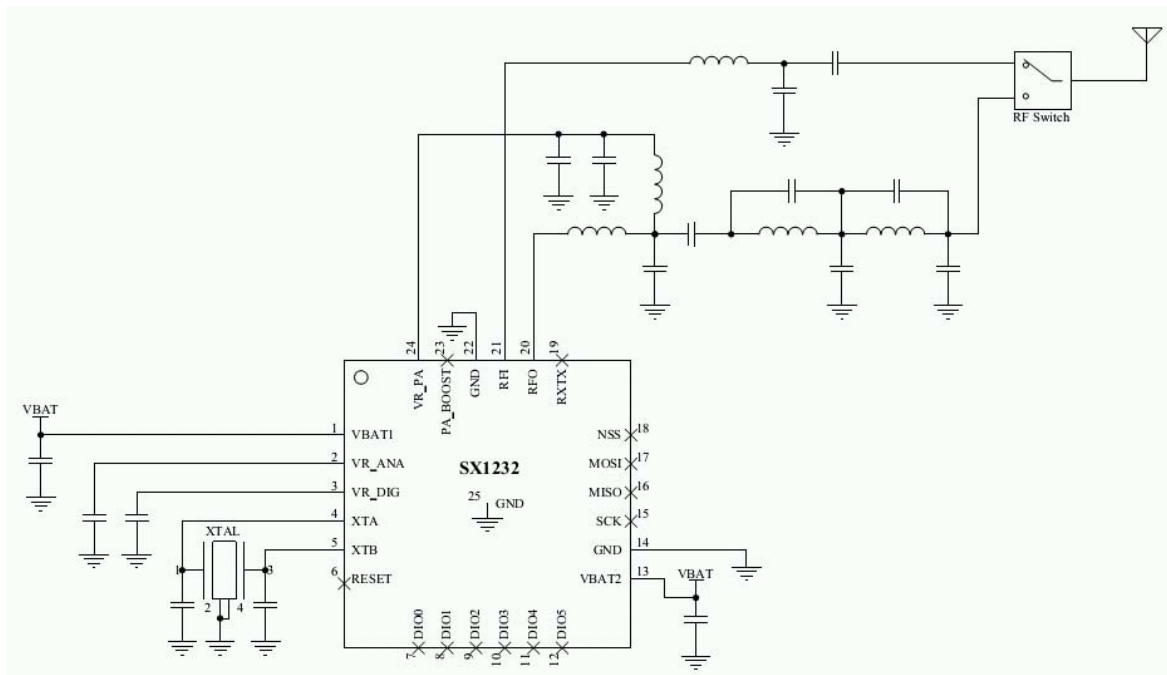 RF Switch
24
23
22
21
20
19
VR_PA
PA_BOOST
GND
RFI
RFO
RXTX
VBAT
1 VBAT1
2 VR_ANA
3 VR_DIG
4 XTA
5 XTB
6 RESET
SX1232
25 GND
NSS 18
MOSI 17
MISO 16
SCK 15
GND 14
VBAT2 13
VBAT
XTAL
1
3
2 4
DIO0
DIO1
DIO2
DIO3
DIO4
DIO5
7
8
9
10
11
12